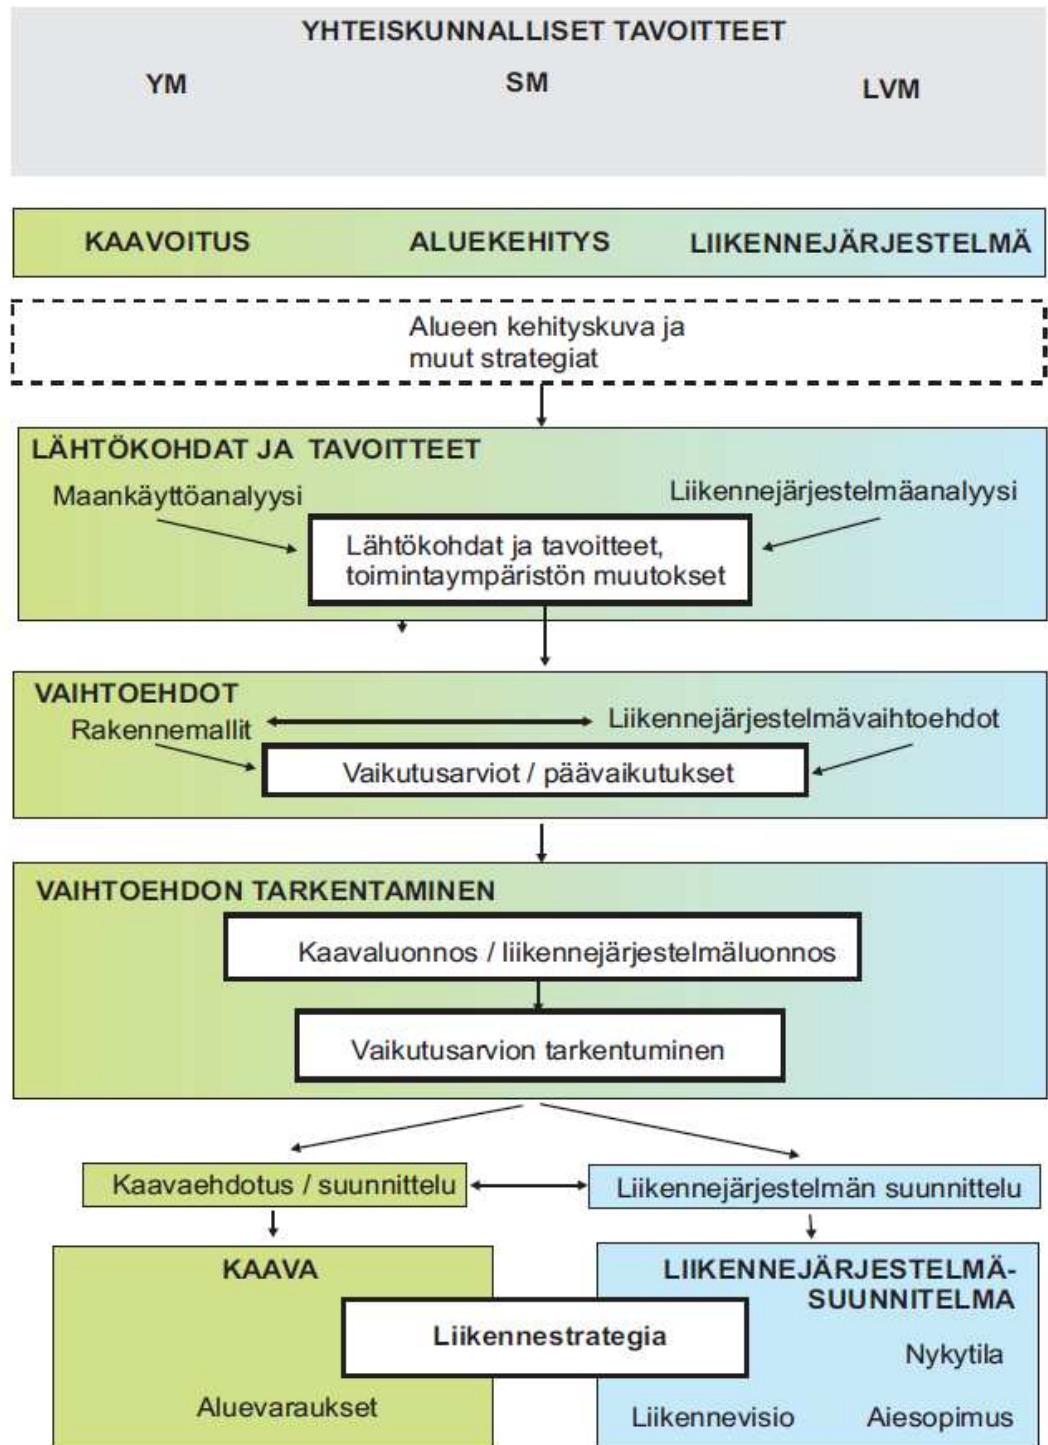 YHTEISKUNNALLISET TAVOITTEET
YM
SM
LVM
KAAVOITUS
ALUEKEHITYS
LIIKENNEJÄRJESTELMÄ
Alueen kehityskuva ja
muut strategiat
LÄHTÖKOHDAT JA TAVOITTEET
Maankäyttöanalyysi
Liikennejärjestelmäanalyysi
Lähtökohdat ja tavoitteet,
toimintaympäristön muutokset
VAIHTOEHDOT
Rakennemallit
Liikennejärjestelmävaihtoehdot
Vaikutusarviot / päävaikutukset
VAIHTOEHDON TARKENTAMINEN
Kaavaluonnos / liikennejärjestelmäluonnos
Vaikutusarvion tarkentuminen
Kaavaehdotus / suunnittelu
Liikennejärjestelmän suunnittelu
KAAVA
LIIKENNEJÄRJESTELMÄ-
SUUNNITELMA
Liikennestrategia
Nykytila
Aluevaraukset
Liikennevisio
Aiesopimus